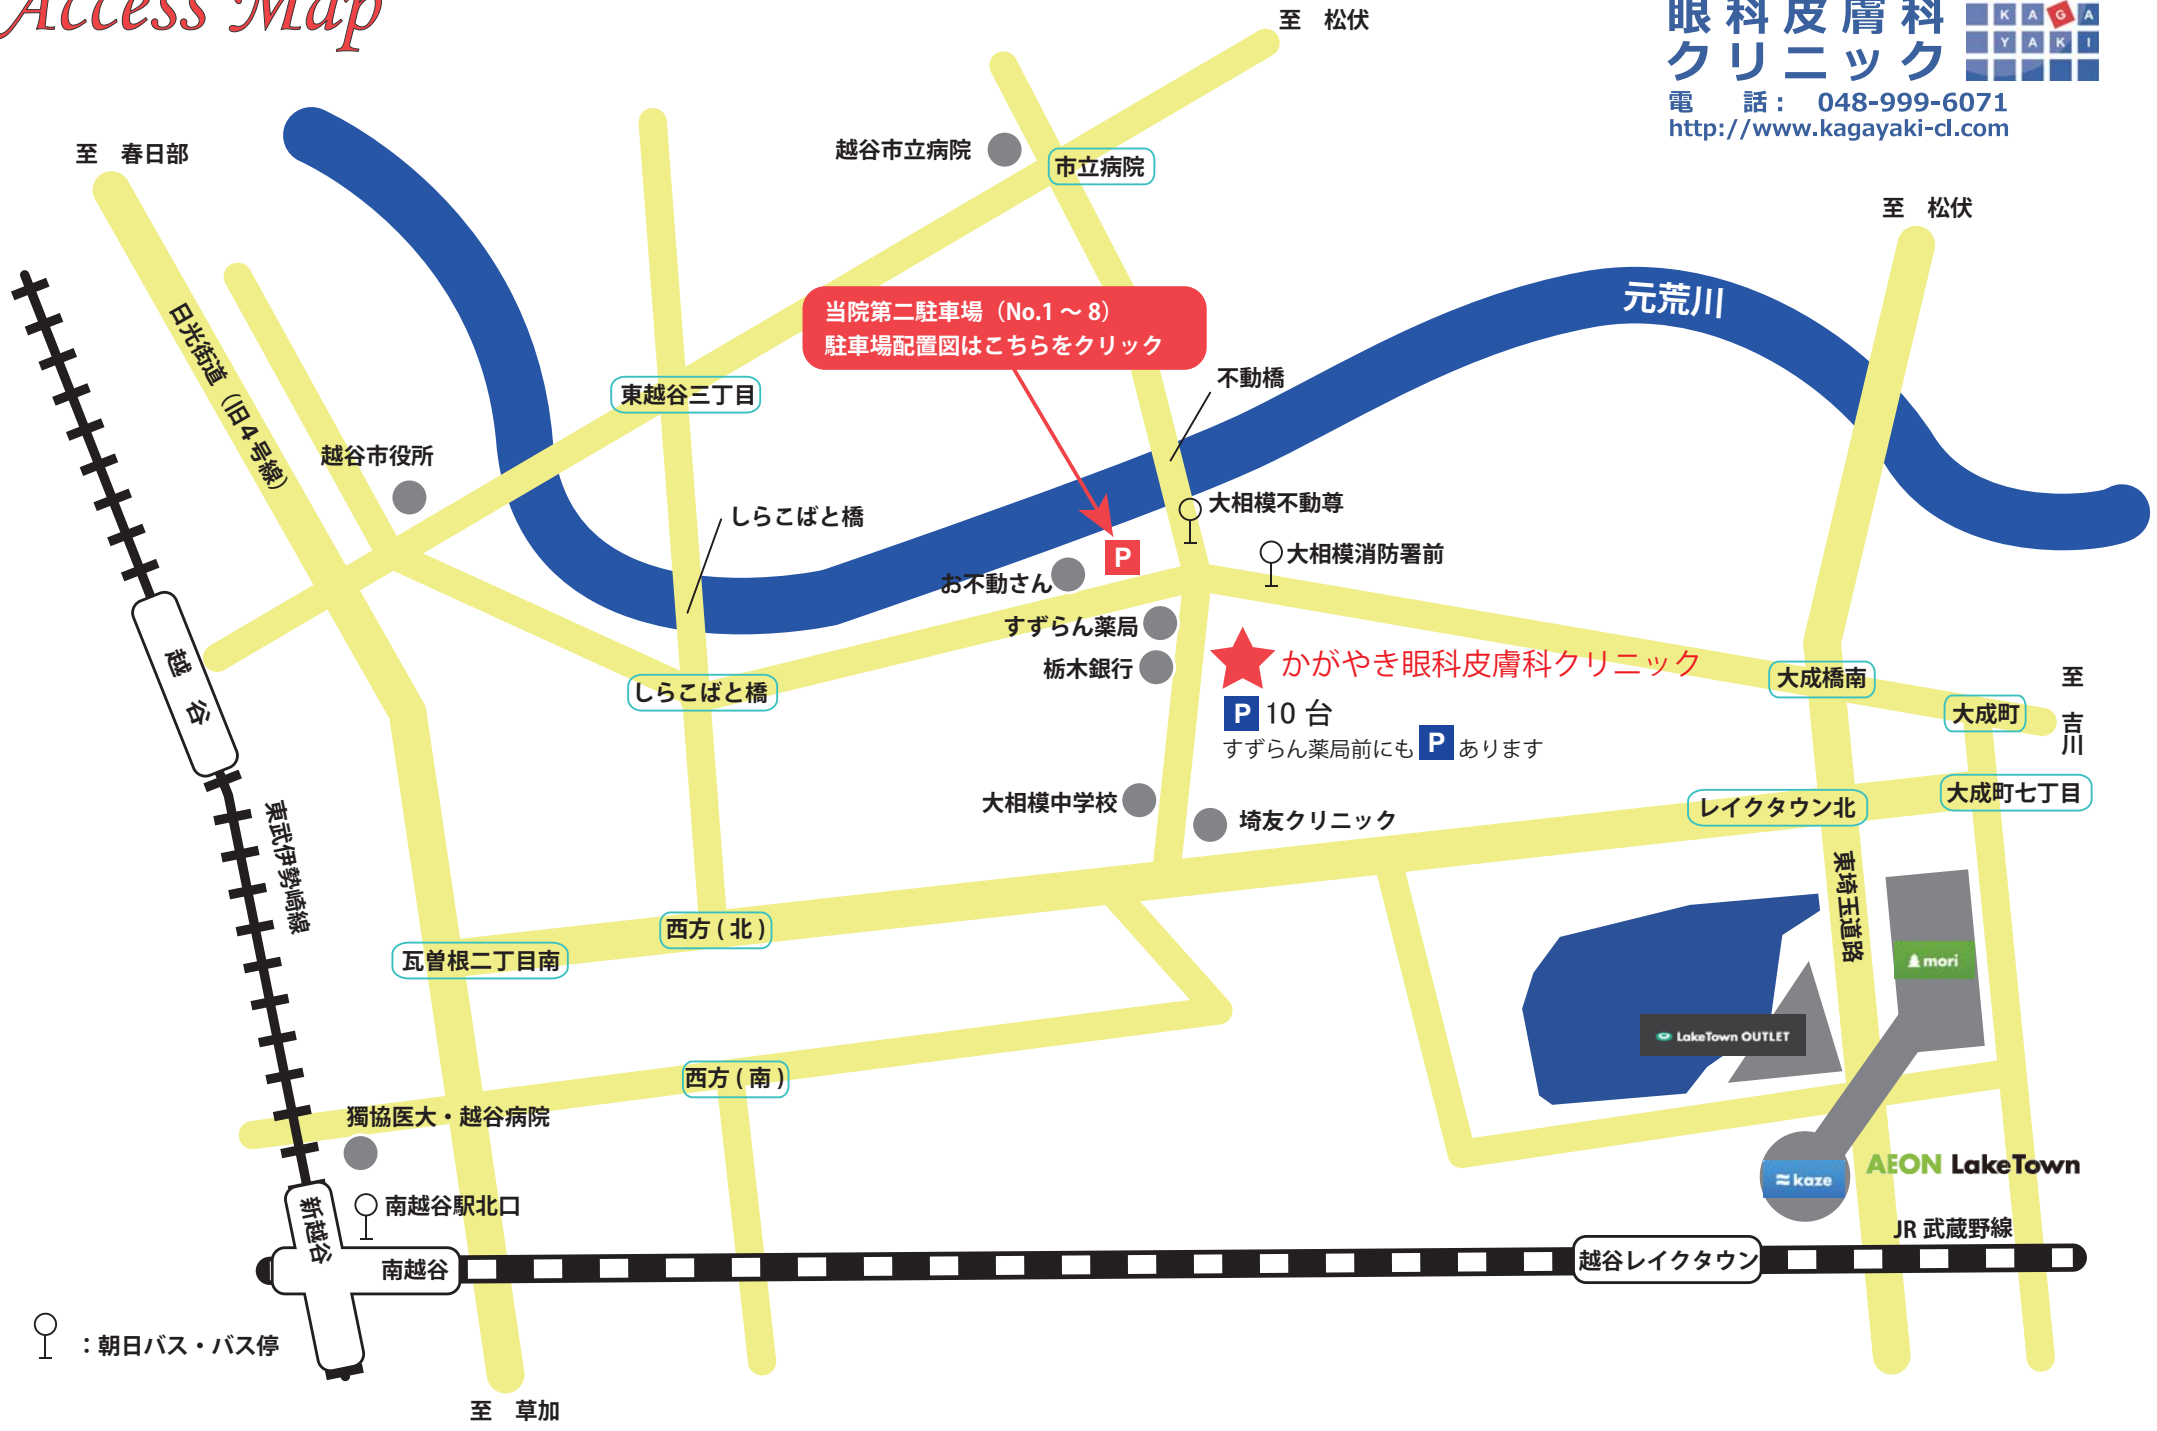 Access Map
眼科皮膚科
クリニック
KAGA
YAKI
電　話：　048-999-6071
http://www.kagayaki-cl.com
至　松伏
至　春日部
越谷市立病院
市立病院
至　松伏
日光街道（旧4号線）
当院第二駐車場（No.1～8）
駐車場配置図はこちらをクリック
元荒川
東越谷三丁目
不動橋
越谷市役所
しらこばと橋
大相模不動尊
大相模消防署前
P
お不動さん
すずらん薬局
栃木銀行
かがやき眼科皮膚科クリニック
P 10 台
すずらん薬局前にも P あります
越　谷
しらこばと橋
大成橋南
大成町
至　吉川
大相模中学校
埼友クリニック
レイクタウン北
大成町七丁目
東武伊勢崎線
東埼玉道路
西方(北)
瓦曽根二丁目南
mori
LakeTown OUTLET
西方(南)
獨協医大・越谷病院
kaze
AEON LakeTown
南越谷駅北口
新越谷
南越谷
越谷レイクタウン
JR 武蔵野線
：朝日バス・バス停
至　草加